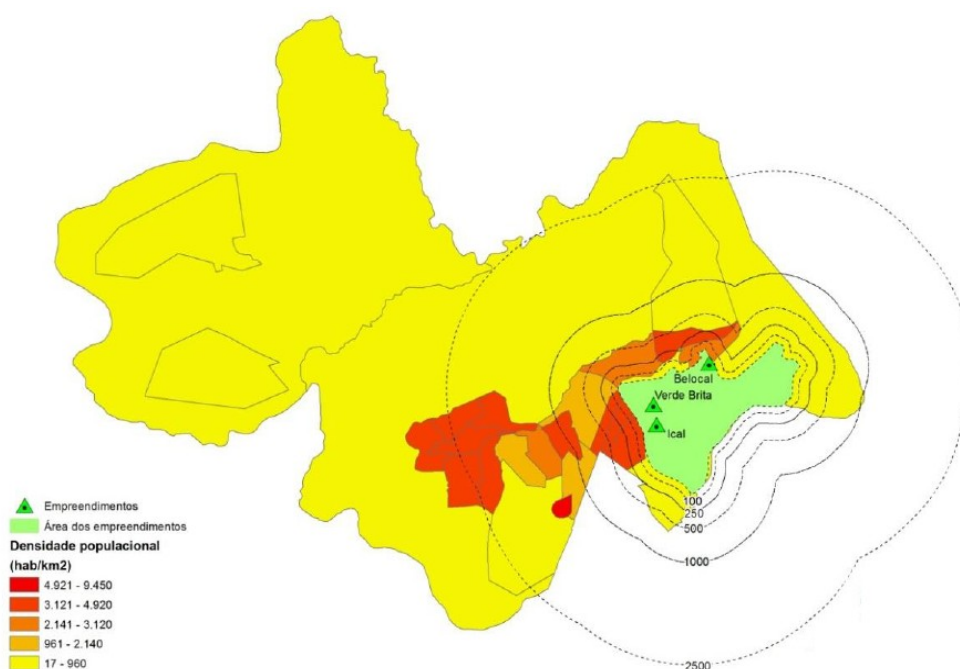 Belocal
Verde Brita
Ical
100
250
500
1000
2500
Empreendimentos
Área dos empreendimentos
Densidade populacional
(hab/km2)
4.921 - 9.450
3.121 - 4.920
2.141 - 3.120
961 - 2.140
17 - 960